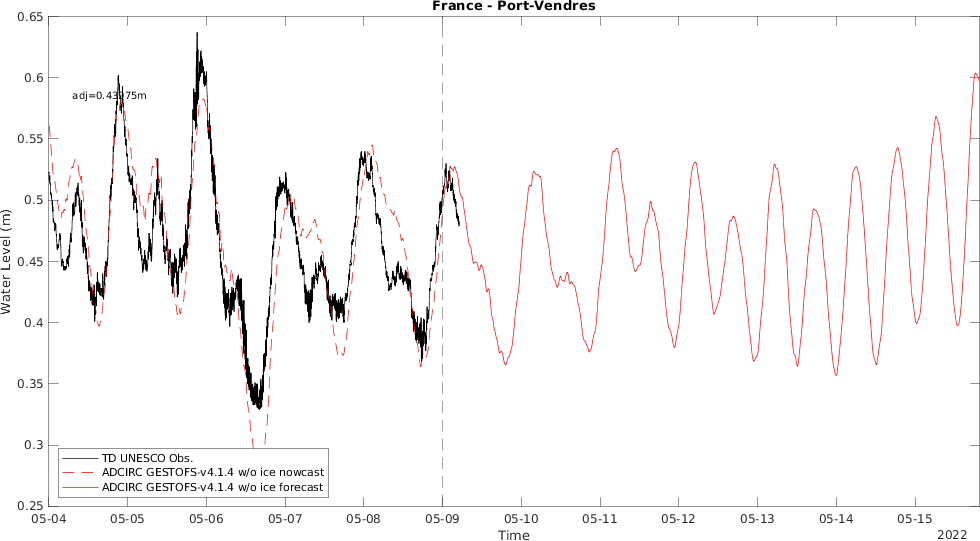 France - Port-Vendres
0.65
0.6
0.55
0.5
0.45
0.4
0.35
0.3
0.25
Water Level (m)
TD UNESCO Obs.
ADCIRC GESTOFS-v4.1.4 w/o ice nowcast
ADCIRC GESTOFS-v4.1.4 w/o ice forecast
05-04 05-05 05-06 05-07 05-08 05-09 05-10 05-11 05-12 05-13 05-14 05-15
Time
2022